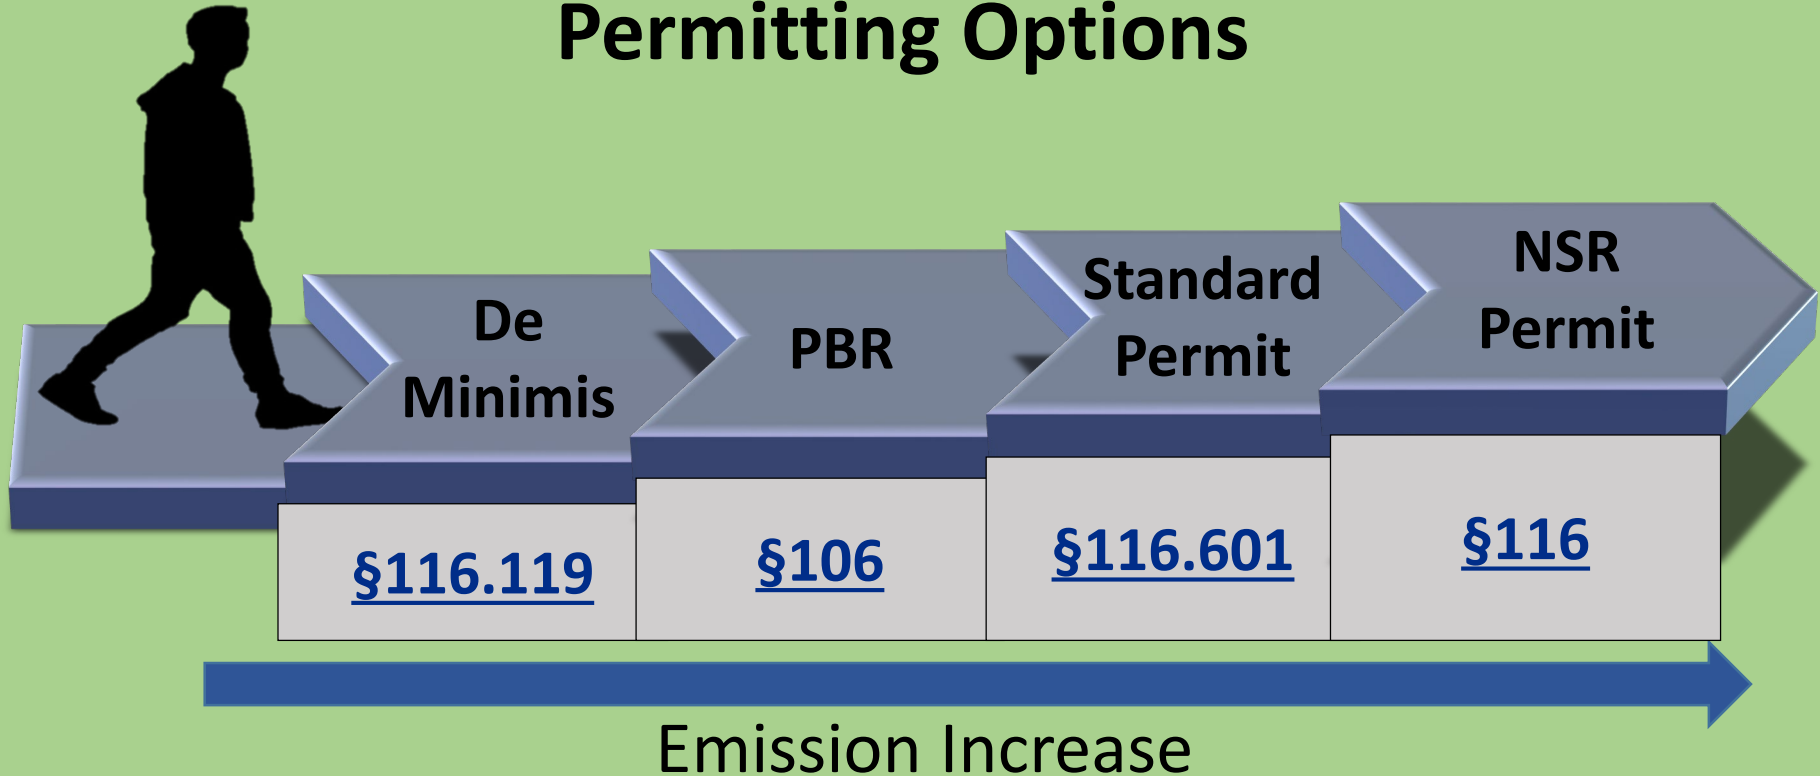 Permitting Options
De
Minimis
PBR
Standard
Permit
NSR
Permit
§116.119
§106
§116.601
§116
Emission Increase